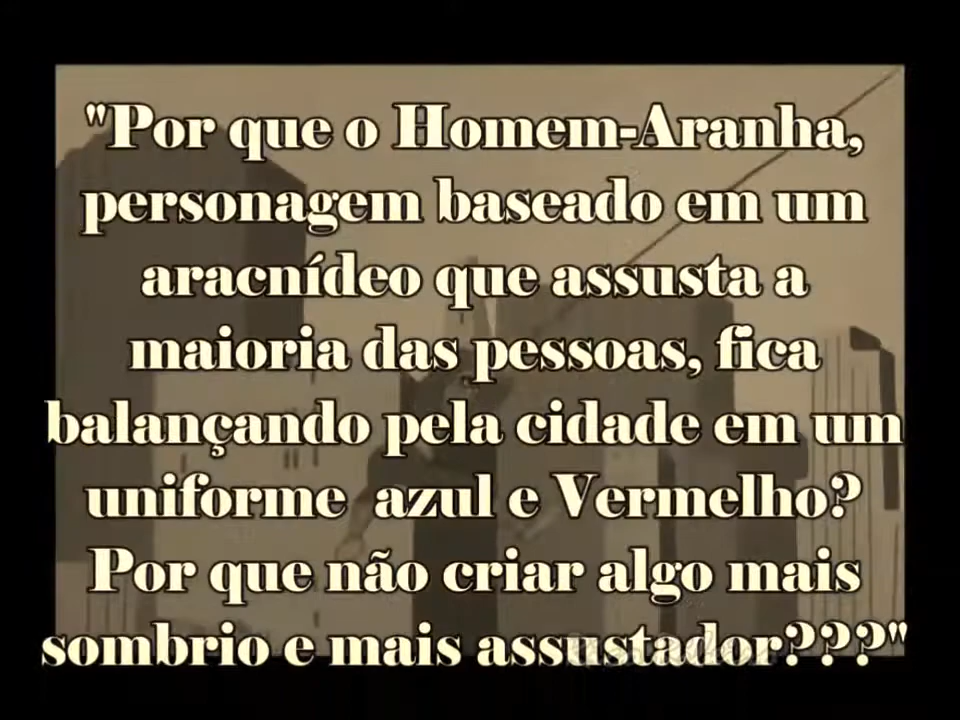 "Por que o Homem-Aranha,
personagem baseado em um
aracnídeo que assusta a
maioria das pessoas, fica
balançando pela cidade em um
uniforme azul e Vermelho?
Por que não criar algo mais
sombrio e mais assustador???"